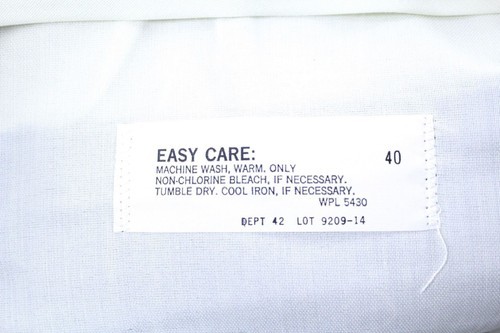 EASY CARE: 40
MACHINE WASH, WARM. ONLY
NON-CHLORINE BLEACH, IF NECESSARY.
TUMBLE DRY. COOL IRON, IF NECESSARY.
WPL 5430
DEPT 42 LOT 9209-14